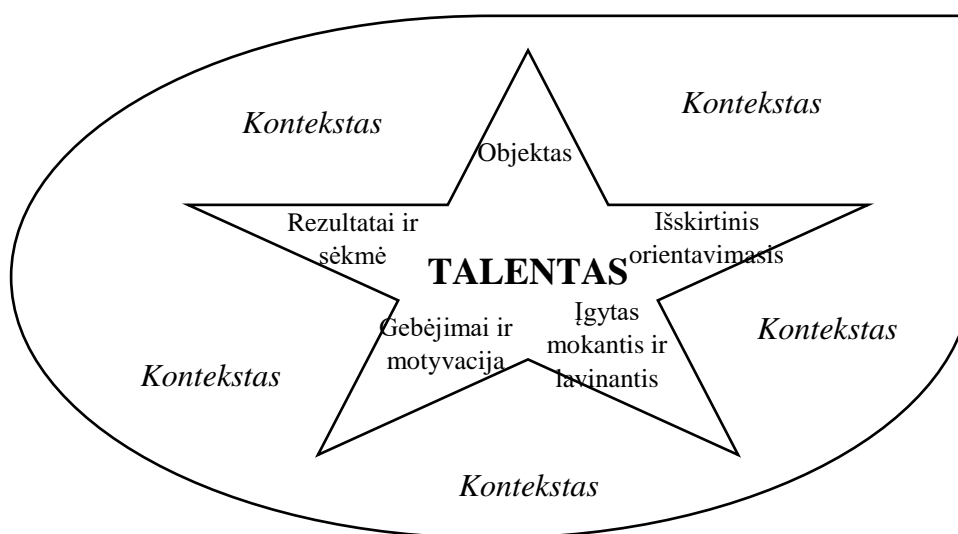 Kontekstas
Kontekstas
Objektas
Rezultatai ir
sėkmė
Išskirtinis
orientavimasis
TALENTAS
Gebėjimai ir
motyvacija
Įgytas
mokantis ir
lavinantis
Kontekstas
Kontekstas
Kontekstas